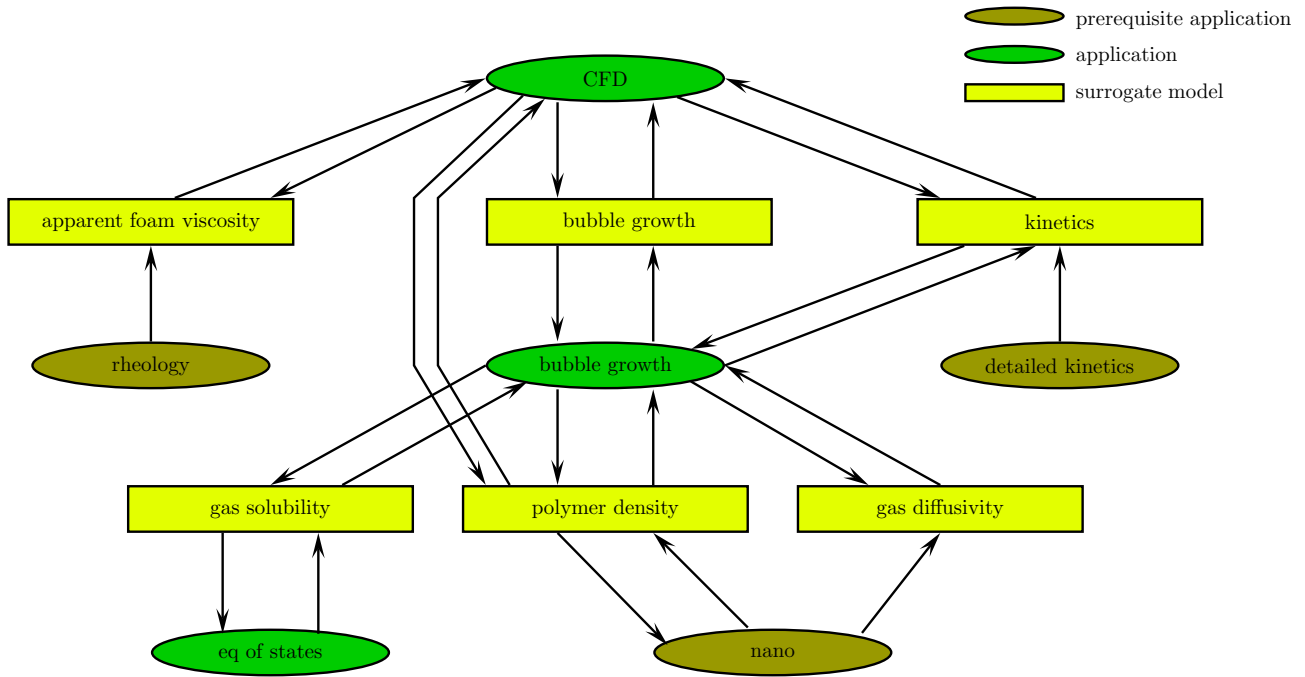 prerequisite application
application
surrogate model
CFD
apparent foam viscosity
bubble growth
kinetics
rheology
bubble growth
detailed kinetics
gas solubility
polymer density
gas diffusivity
eq of states
nano